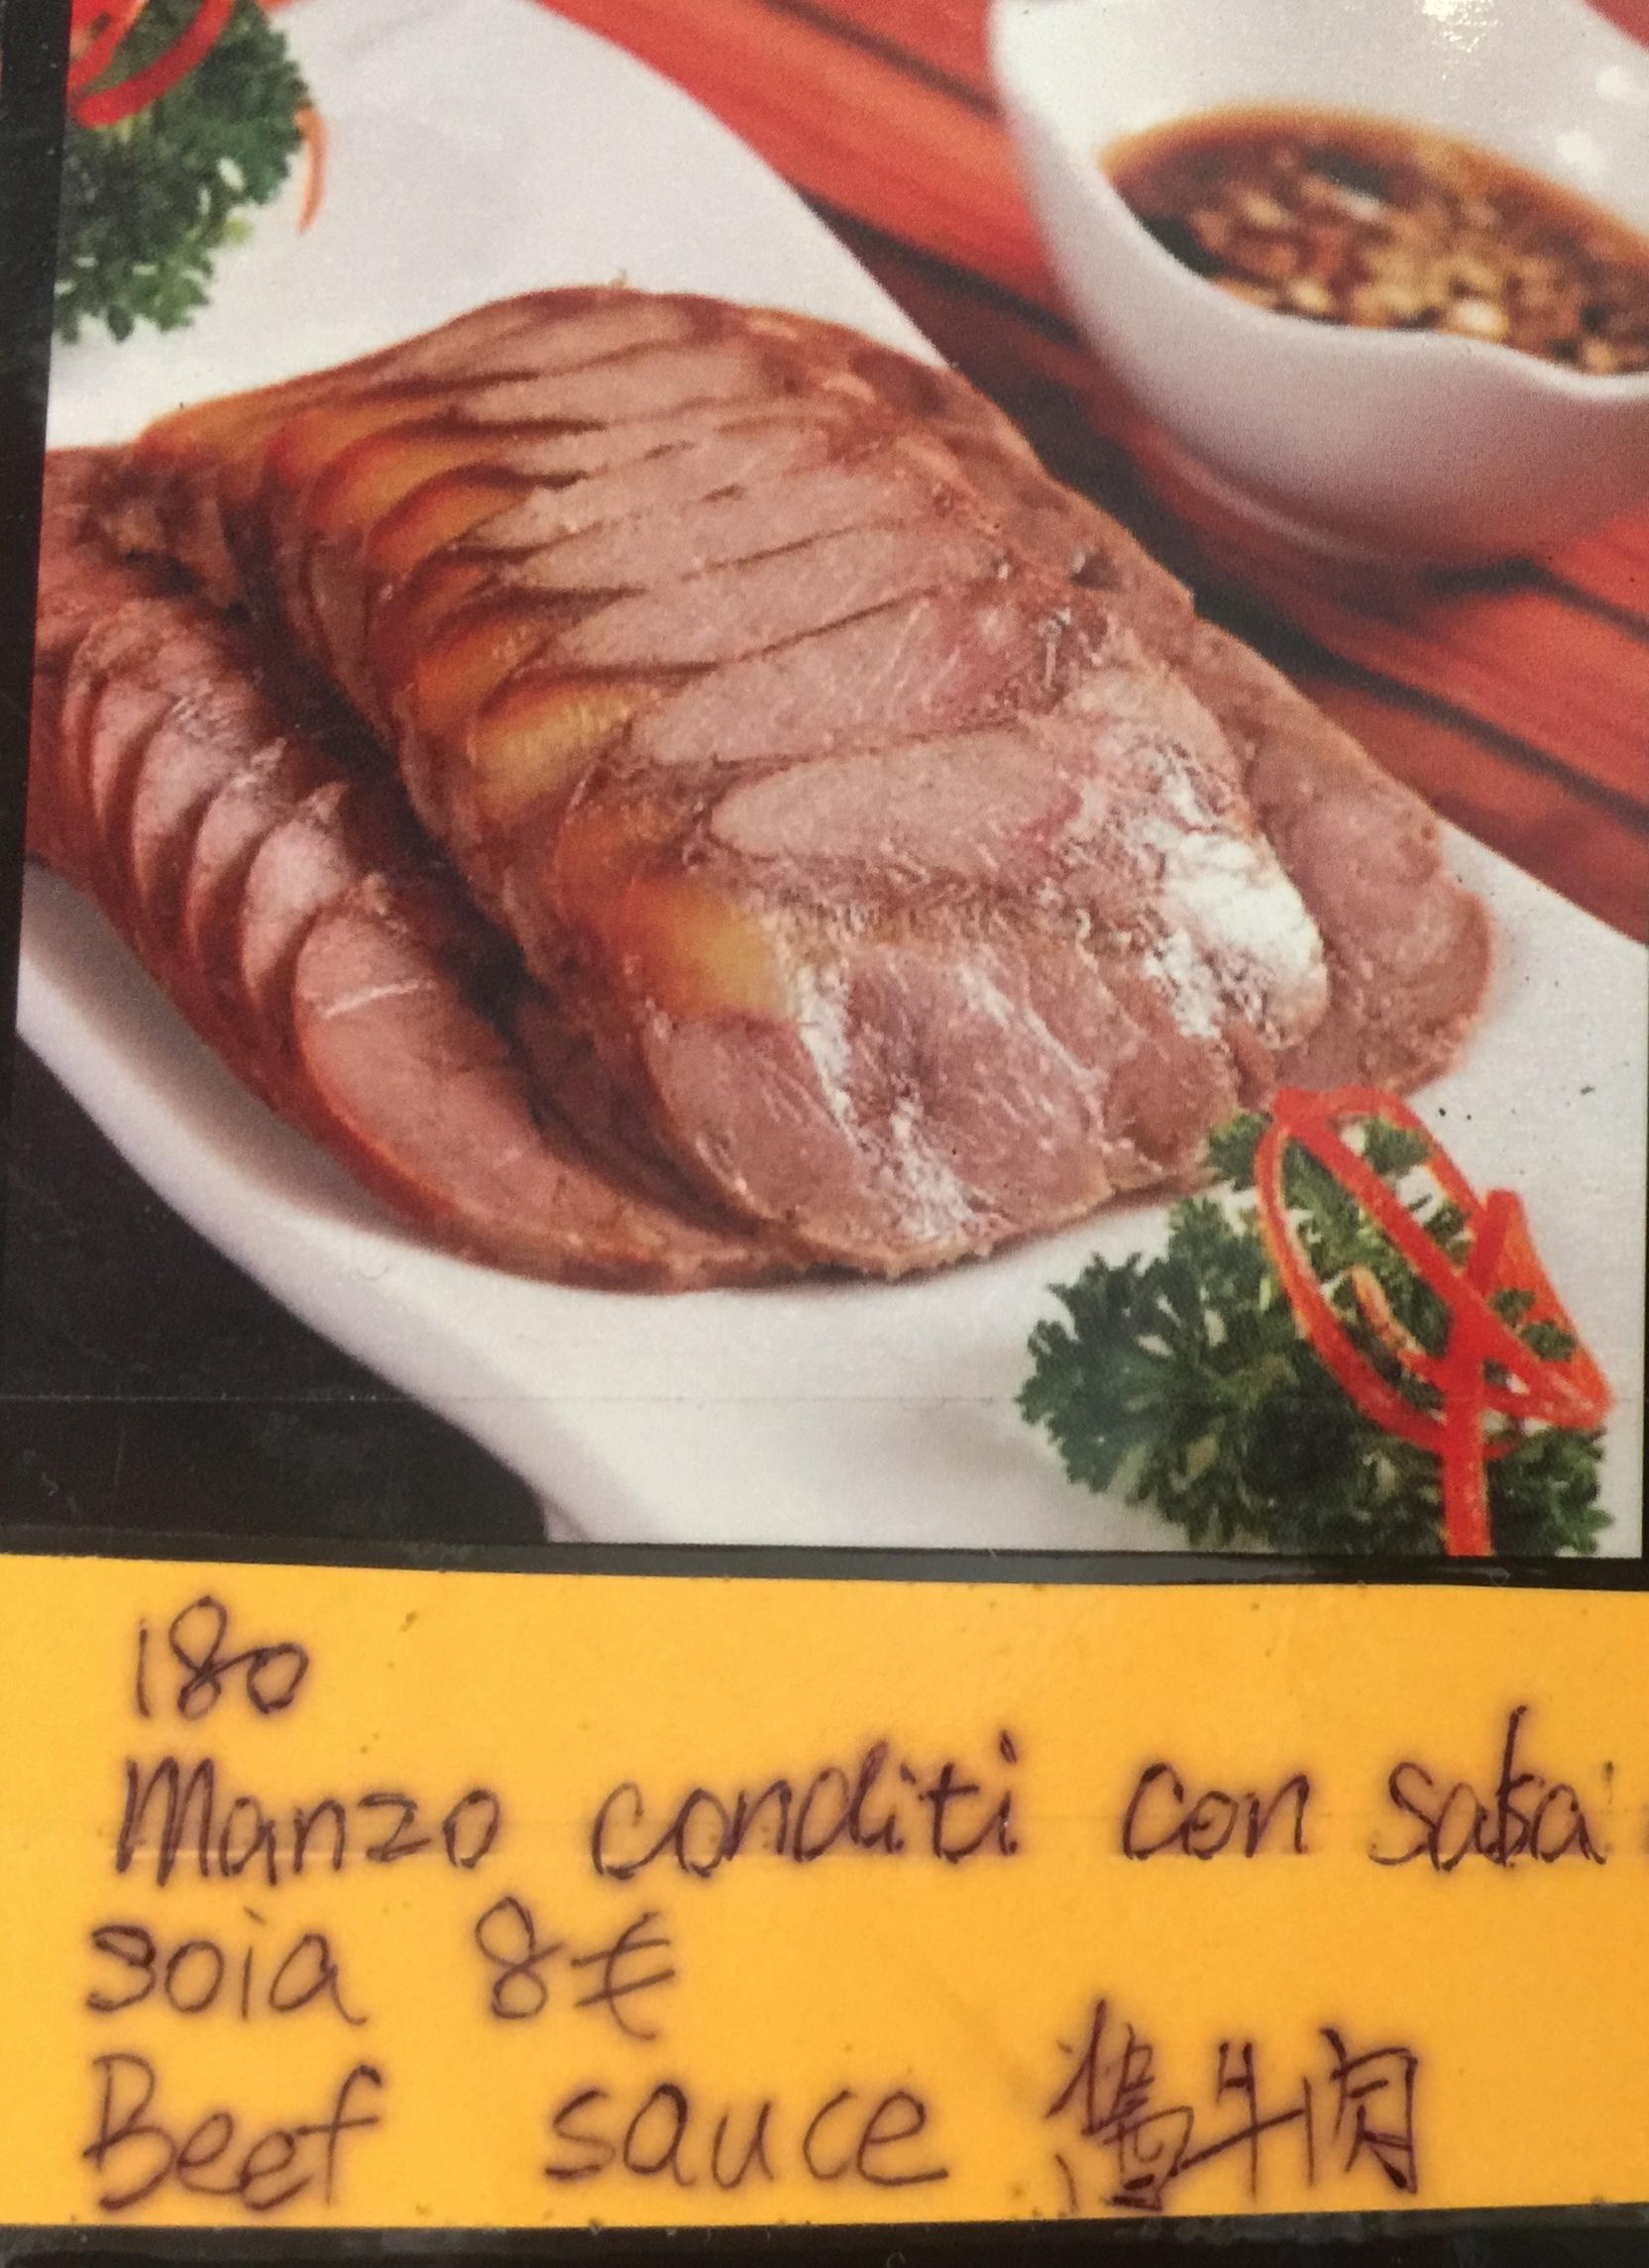 180
Manzo conditi con salsa
soia 8€
Beef sauce 酱牛肉